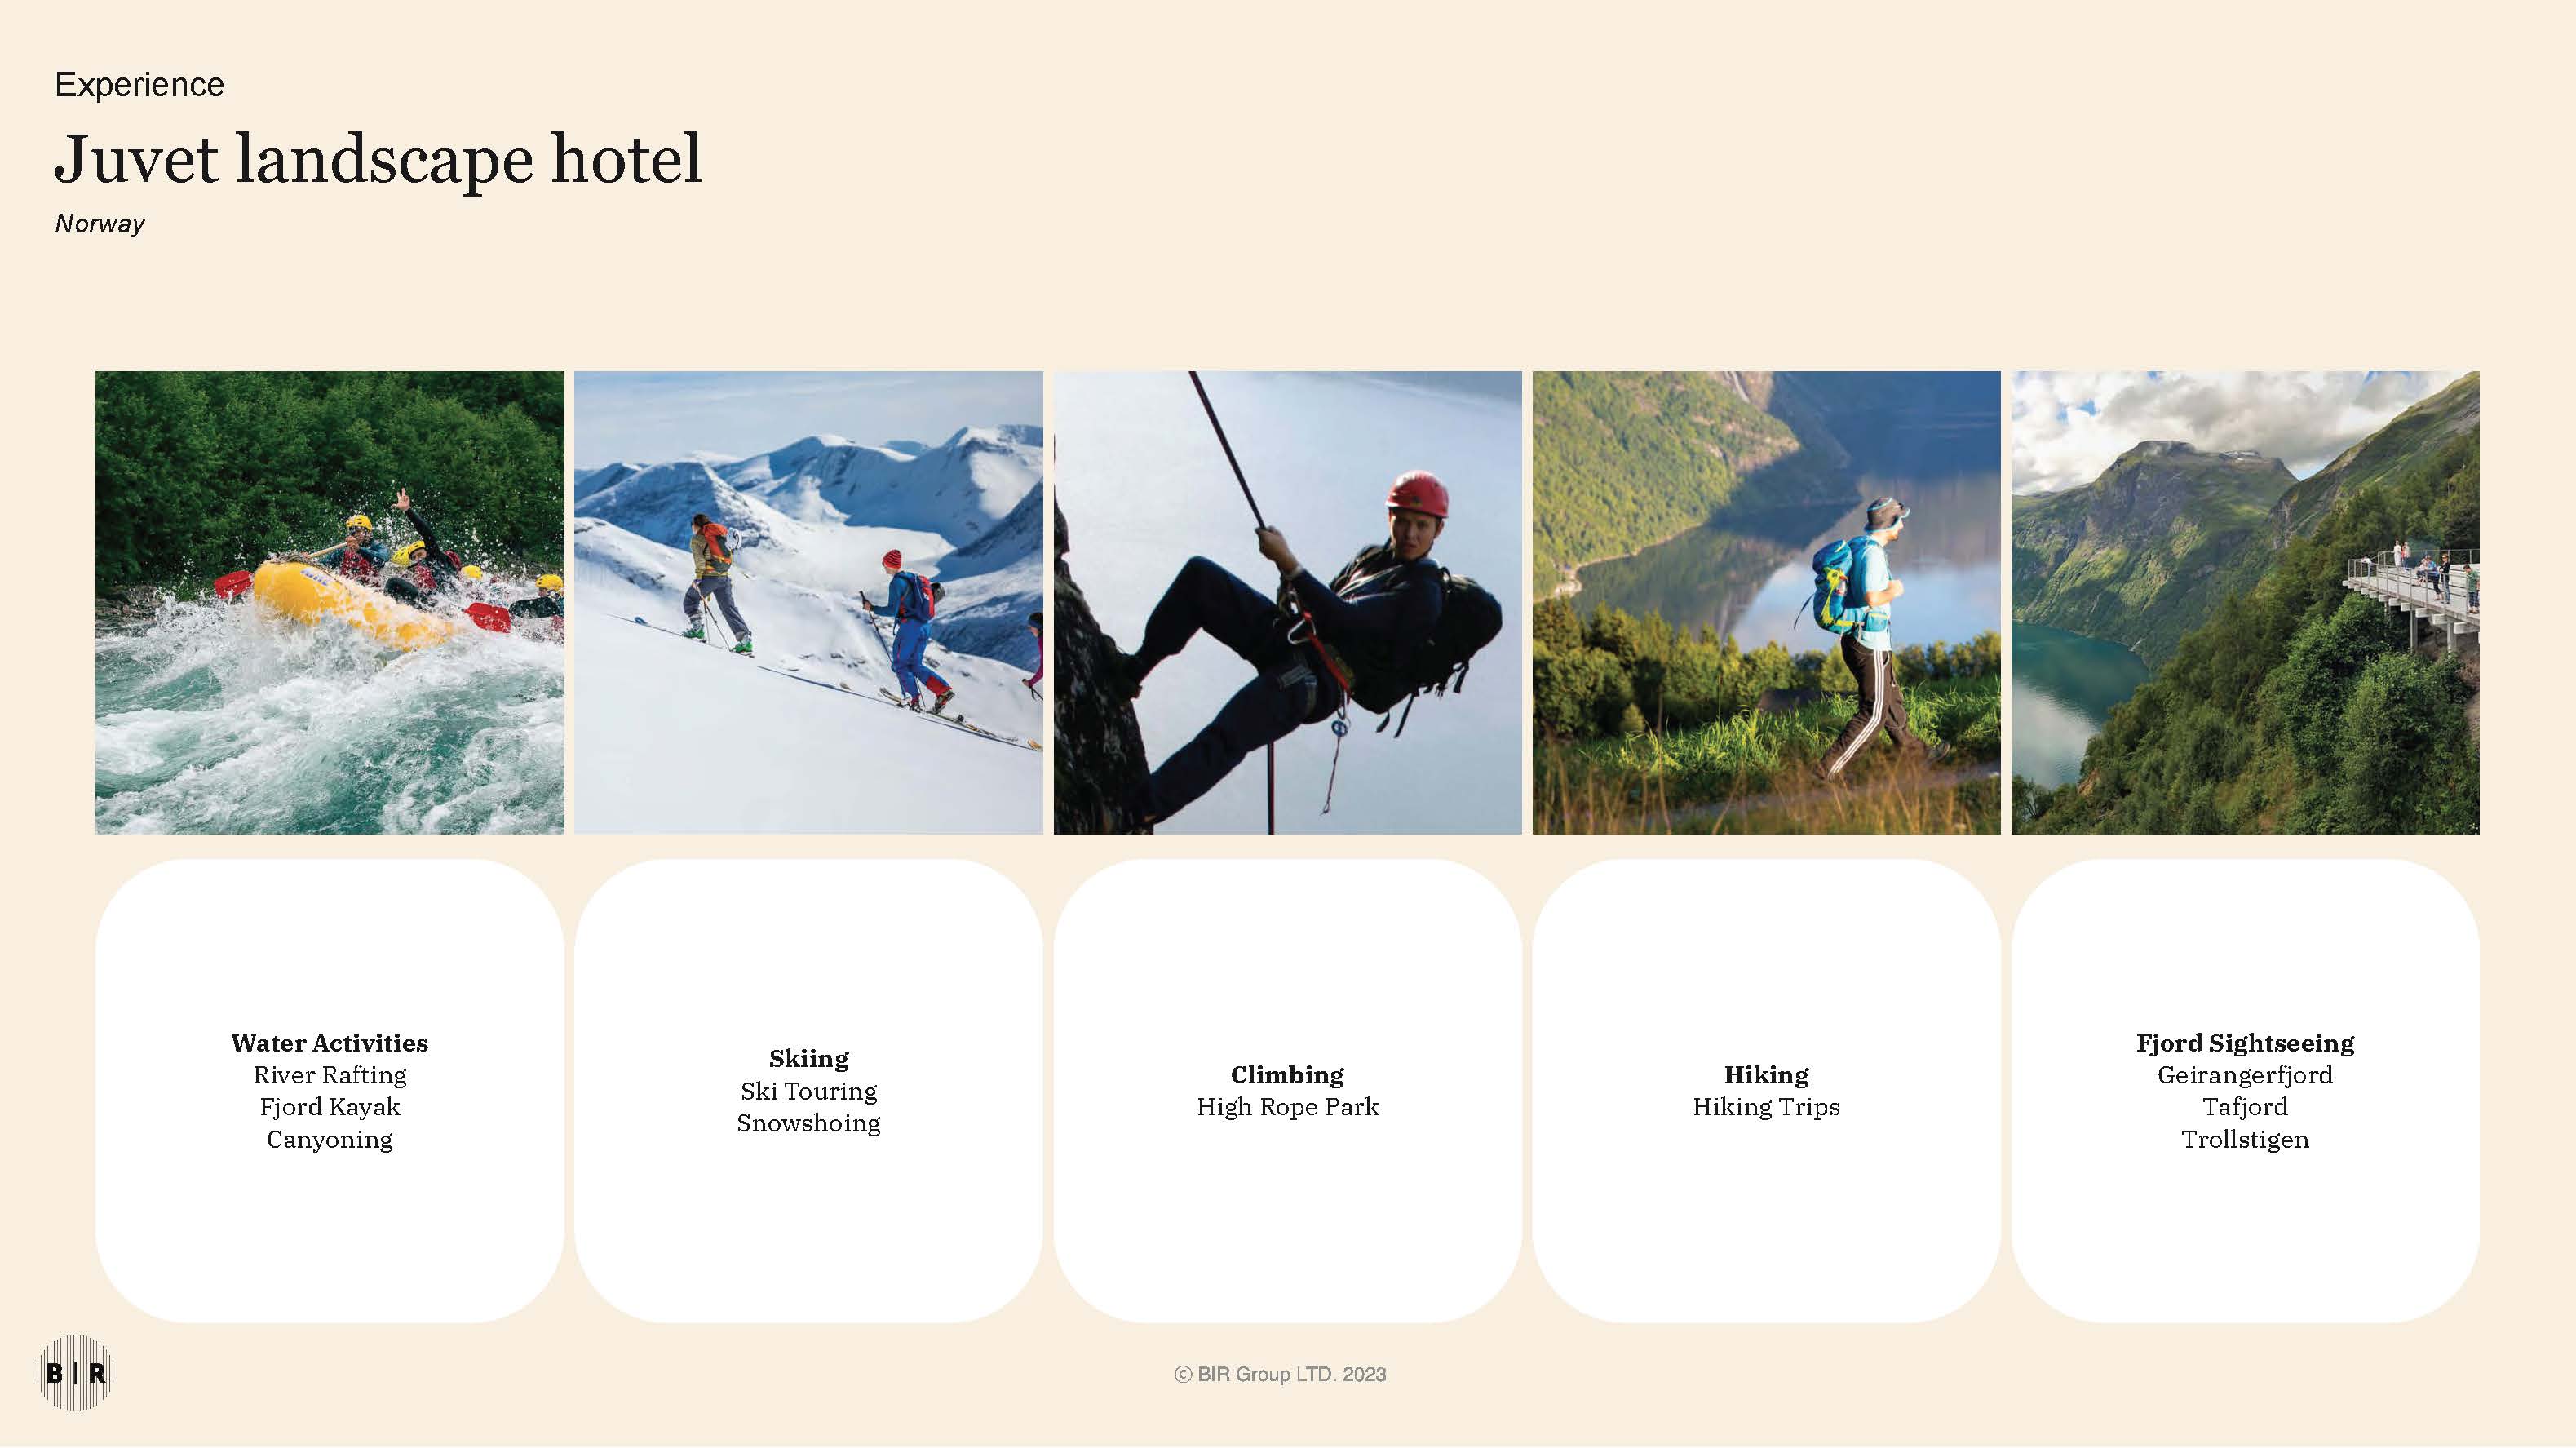 Experience
Juvet landscape hotel
Norway
Water Activities
River Rafting
Fjord Kayak
Canyoning
Skiing
Ski Touring
Snowshoing
Climbing
High Rope Park
Hiking
Hiking Trips
Fjord Sightseeing
Geirangerfjord
Tafjord
Trollstigen
B | R
© BIR Group LTD. 2023